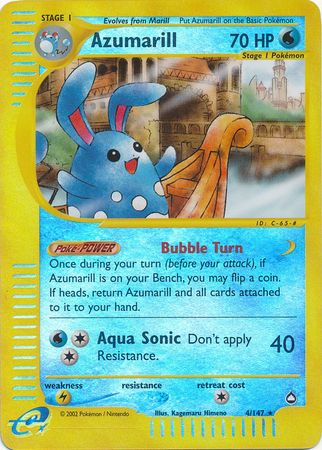 STAGE 1
Evolves from Marill
Put Azumarill on the Basic Pokémon
Azumarill 70 HP
Stage 1 Pokémon
ID: C-65-#
Poké-POWER Bubble Turn
Once during your turn (before your attack), if
Azumarill is on your Bench, you may flip a coin.
If heads, return Azumarill and all cards attached
to it to your hand.
Aqua Sonic Don't apply 40
Resistance.
weakness resistance retreat cost
e
© 2002 Pokémon / Nintendo Illus. Kagemaru Himeno 4/147 ★